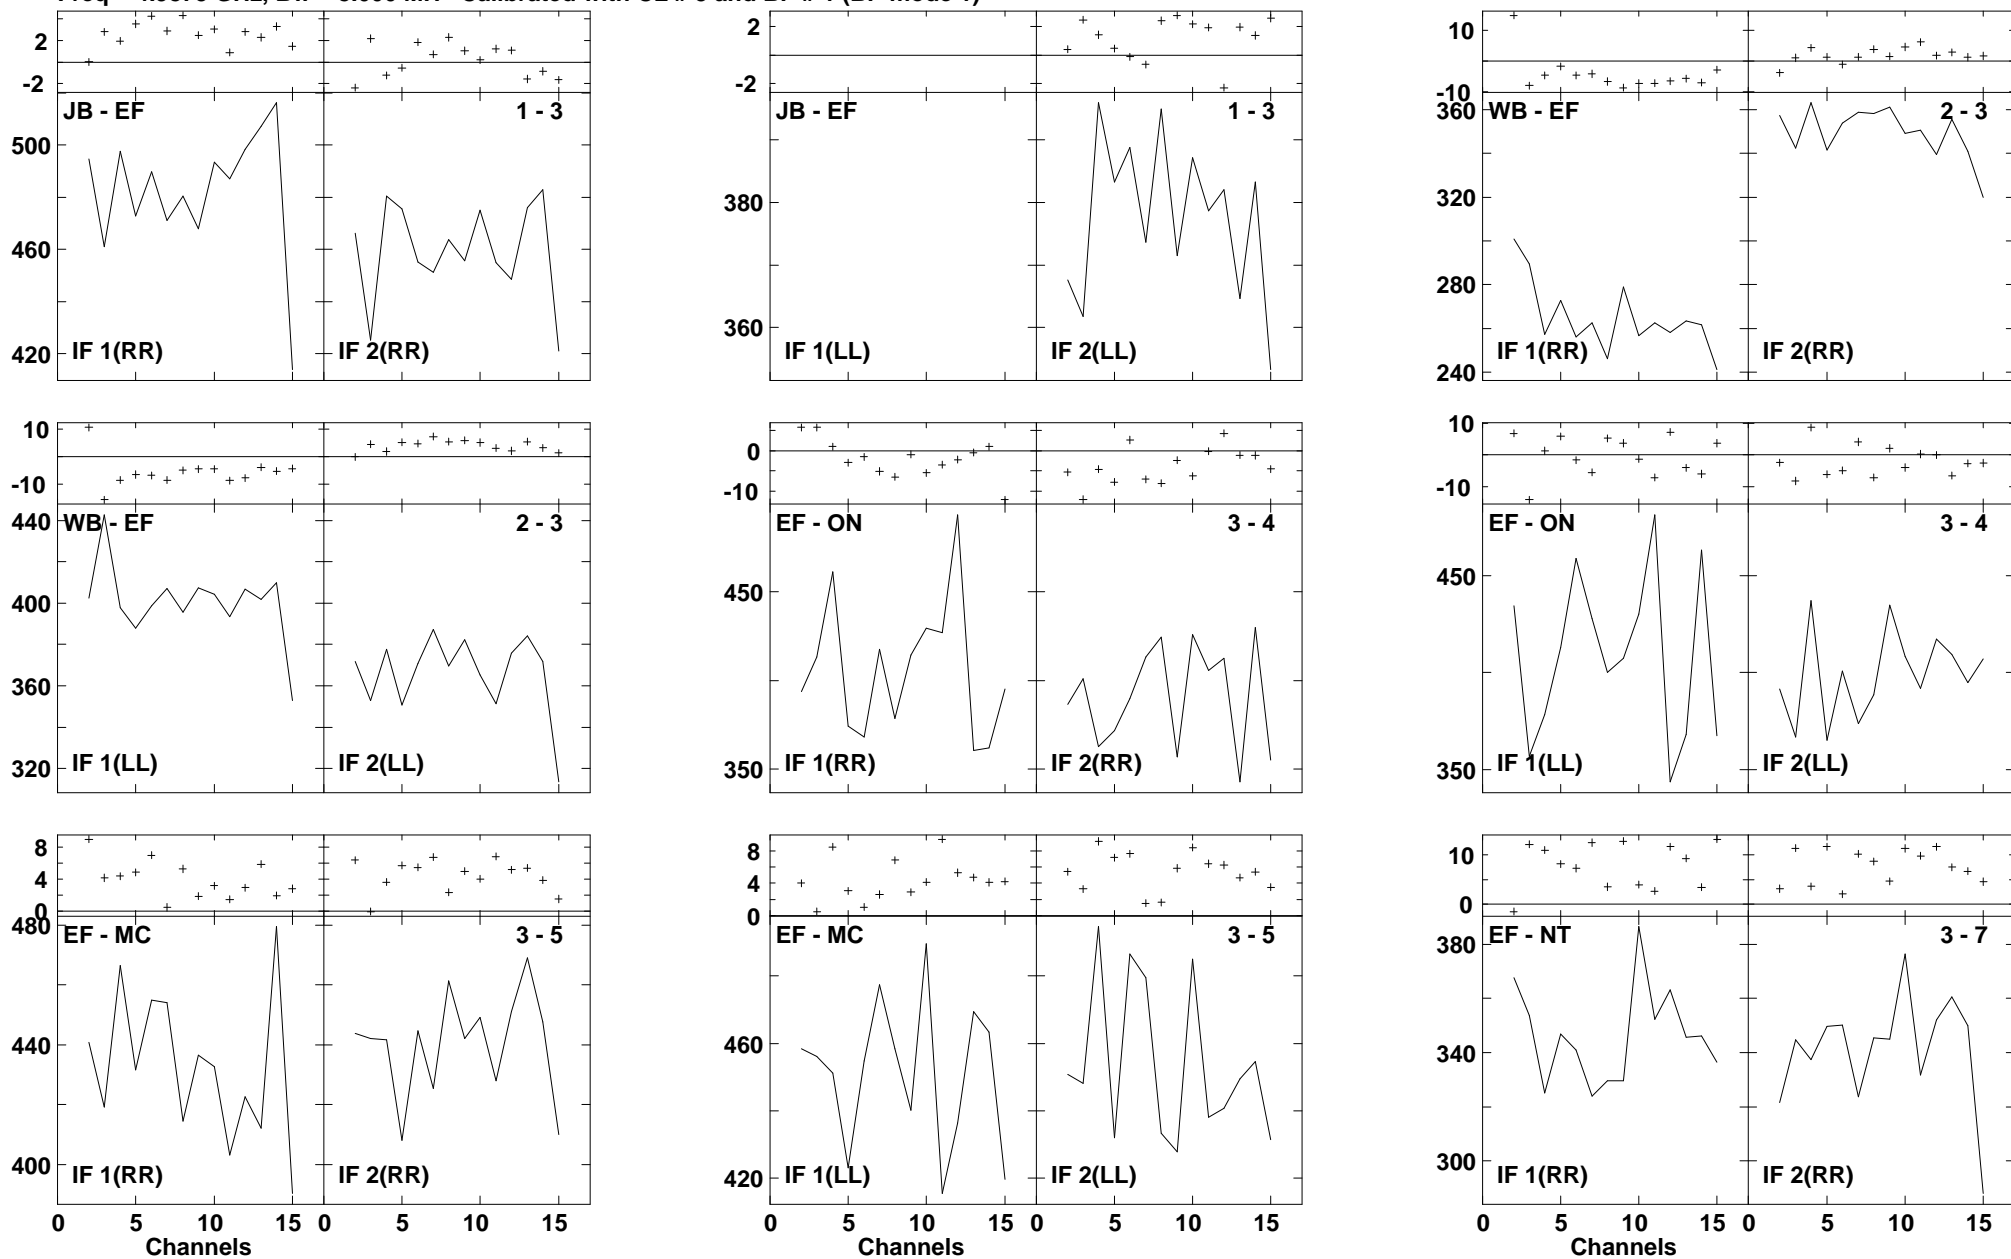 2
-2
JB - EF
1 - 3
500
460
420
IF 1(RR)
IF 2(RR)
2
-2
JB - EF
1 - 3
380
360
IF 1(LL)
IF 2(LL)
10
-10
WB - EF
2 - 3
360
320
280
240
IF 1(RR)
IF 2(RR)
10
-10
WB - EF
2 - 3
440
400
360
320
IF 1(LL)
IF 2(LL)
0
-10
EF - ON
3 - 4
450
350
IF 1(RR)
IF 2(RR)
10
-10
EF - ON
3 - 4
450
350
IF 1(LL)
IF 2(LL)
8
4
0
EF - MC
3 - 5
480
440
400
IF 1(RR)
IF 2(RR)
0 5 10 15 0 5 10 15
Channels
8
4
0
EF - MC
3 - 5
460
420
IF 1(LL)
IF 2(LL)
0 5 10 15 0 5 10 15
Channels
10
0
EF - NT
3 - 7
380
340
300
IF 1(RR)
IF 2(RR)
0 5 10 15 0 5 10 15
Channels